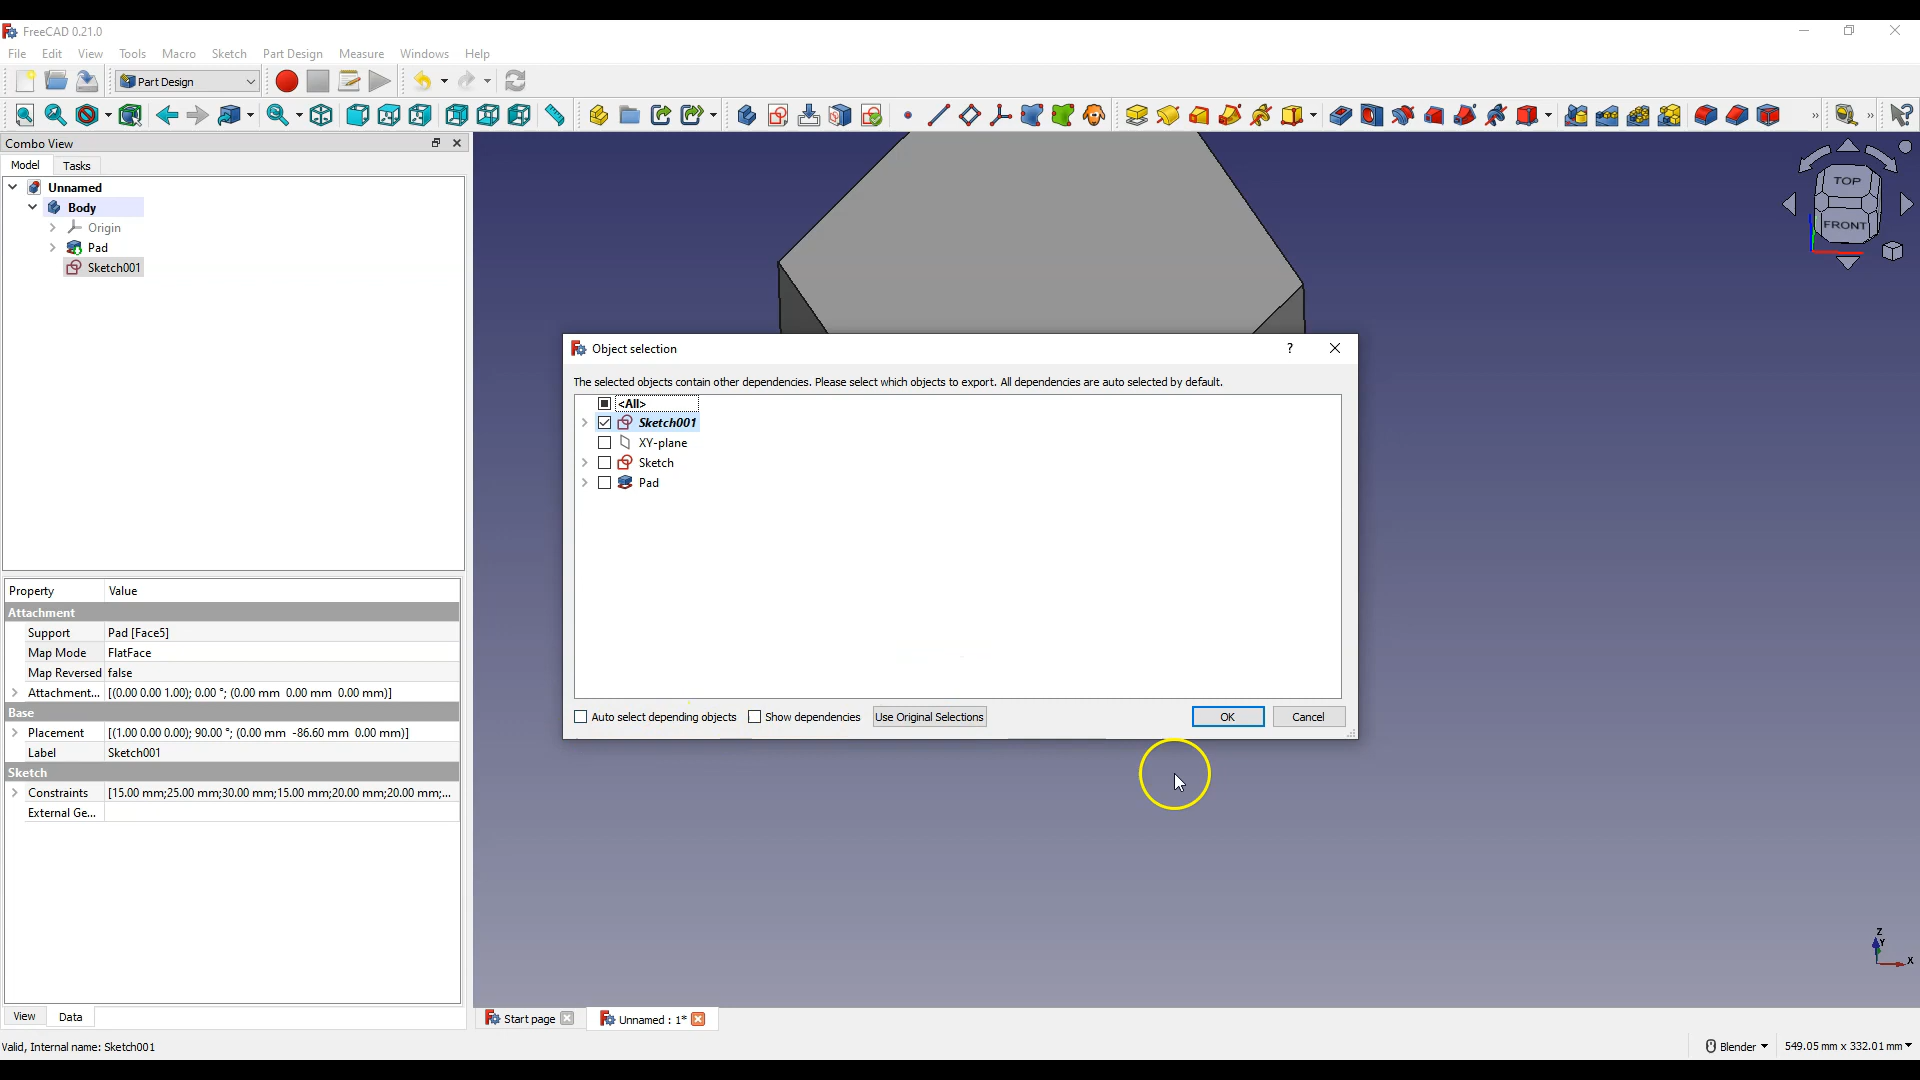 FreeCAD 0.21.0
File Edit View Tools Macro Sketch Part Design Measure Windows Help
Part Design
Combo View
Model Tasks
Unnamed
Body
Origin
Pad
Sketch001
TOP
FRONT
Object selection
The selected objects contain other dependencies. Please select which objects to export. All dependencies are auto selected by default.
<All>
Sketch001
XY-plane
Sketch
Pad
Auto select depending objects Show dependencies Use Original Selections OK Cancel
Property Value
Attachment
Support Pad [Face5]
Map Mode FlatFace
Map Reversed false
Attachment... [(0.00 0.00 1.00); 0.00 °; (0.00 mm 0.00 mm 0.00 mm)]
Base
Placement [(1.00 0.00 0.00); 90.00 °; (0.00 mm -86.60 mm 0.00 mm)]
Label Sketch001
Sketch
Constraints [15.00 mm;25.00 mm;30.00 mm;15.00 mm;20.00 mm;20.00 mm;...
External Ge...
Z
Y
X
View Data
Start page Unnamed : 1*
Valid, Internal name: Sketch001
Blender 549.05 mm x 332.01 mm